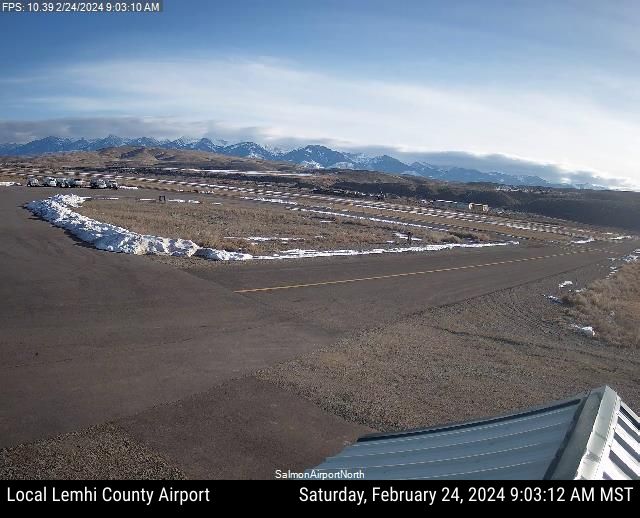 FPS: 10.39 2/24/2024 9:03:10 AM
SalmonAirportNorth
Local Lemhi County Airport Saturday, February 24, 2024 9:03:12 AM MST